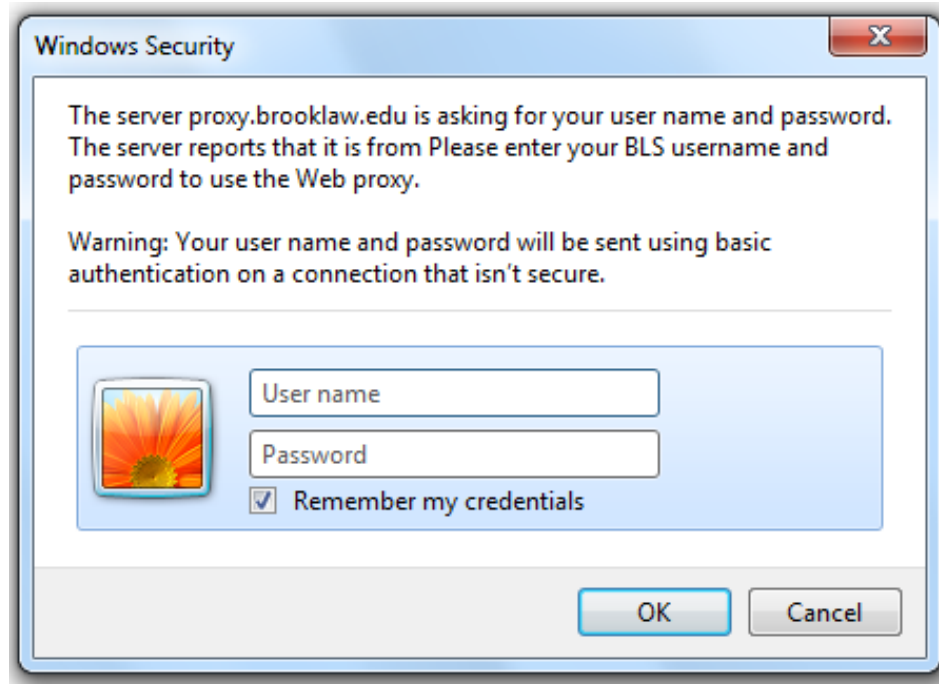 Windows Security
The server proxy.brooklaw.edu is asking for your user name and password.
The server reports that it is from Please enter your BLS username and
password to use the Web proxy.
Warning: Your user name and password will be sent using basic
authentication on a connection that isn't secure.
User name
Password
Remember my credentials
OK
Cancel